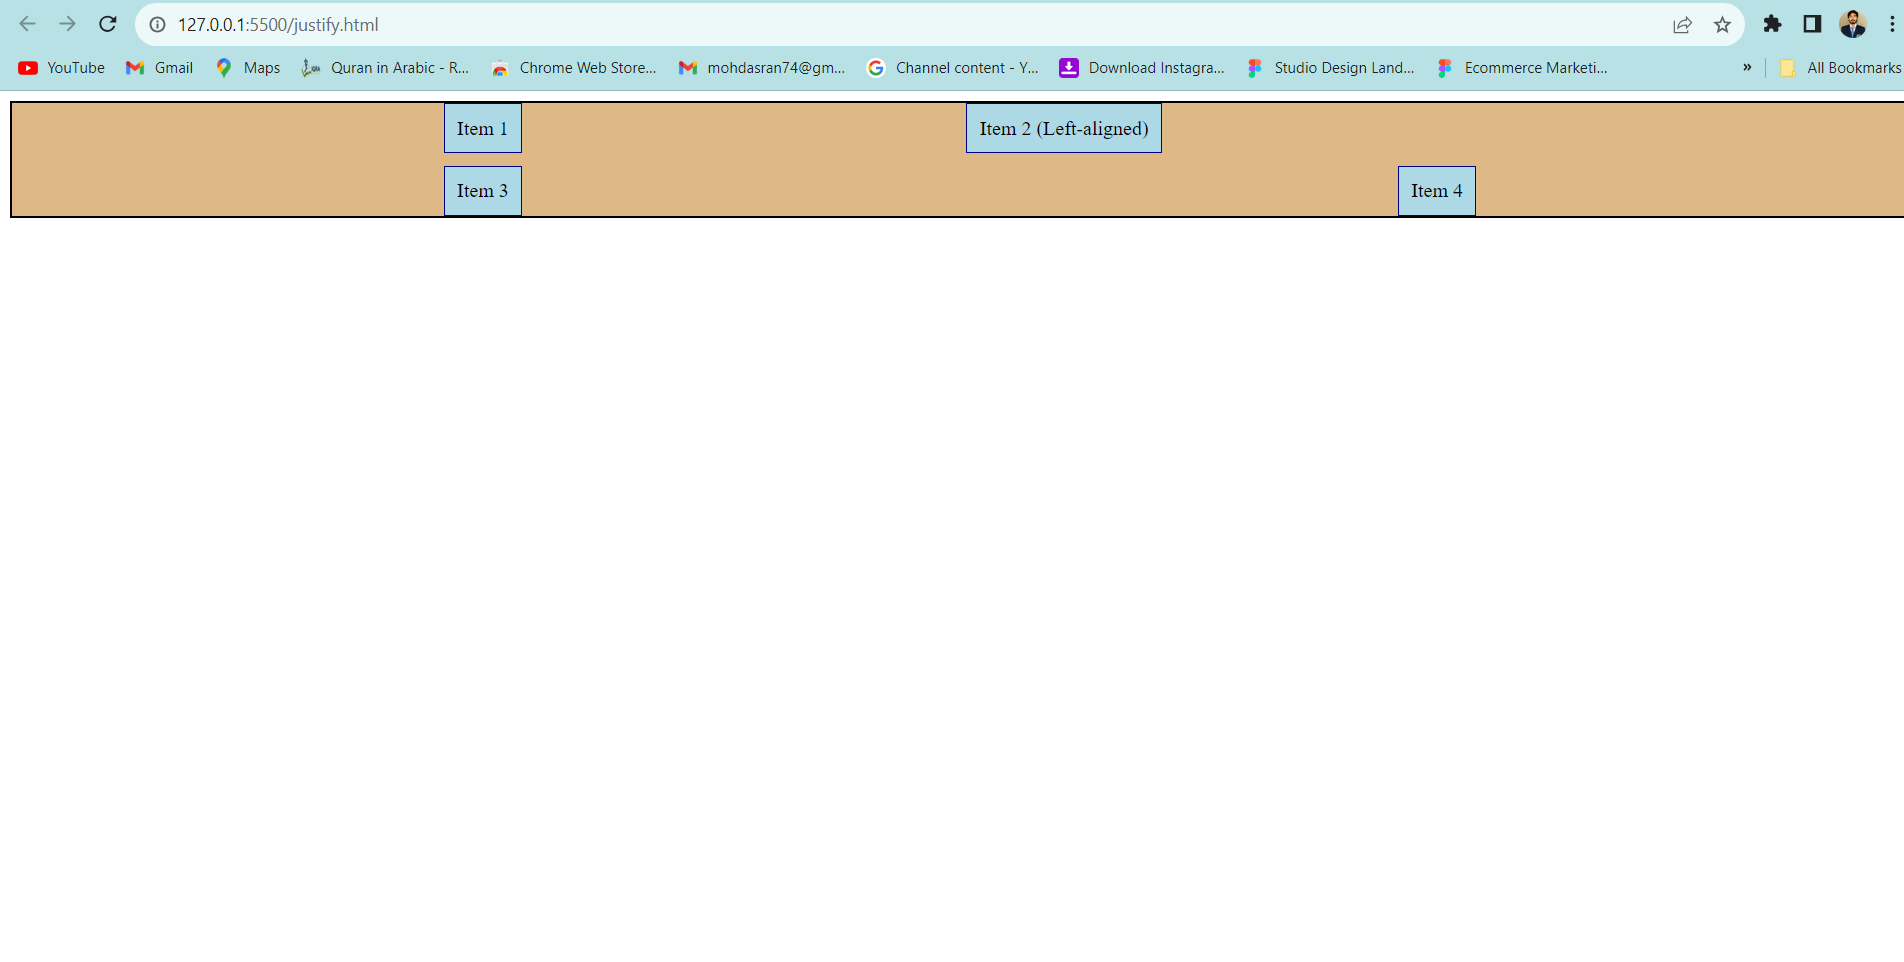 127.0.0.1:5500/justify.html
YouTube Gmail Maps Quran in Arabic - R... Chrome Web Store... mohdasran74@gm... Channel content - Y... Download Instagra... Studio Design Land... Ecommerce Marketi... » All Bookmarks
Item 1 Item 2 (Left-aligned)
Item 3 Item 4